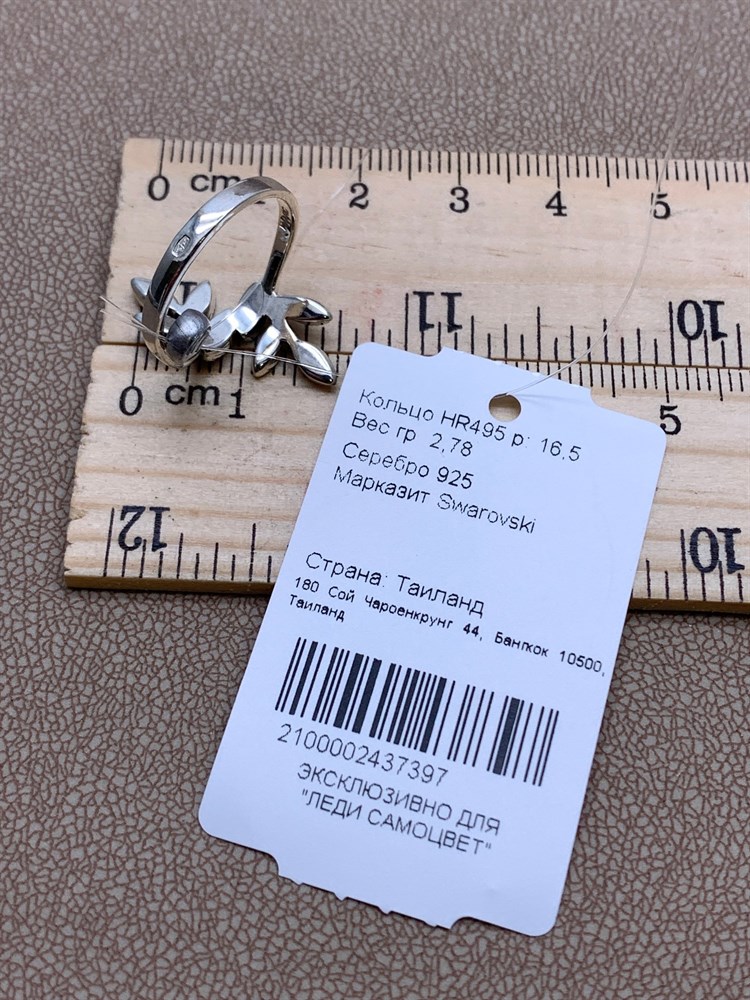 0 cm 2 3 4 5
11 10
0 cm 1 5
12 10
Кольцо HR495 р: 16,5
Вес гр 2,78
Серебро 925
Марказит Swarovski
Страна: Таиланд
180 Сой Чароенкрунг 44, Бангкок 10500,
Таиланд
2100002437397
ЭКСКЛЮЗИВНО ДЛЯ
"ЛЕДИ САМОЦВЕТ"